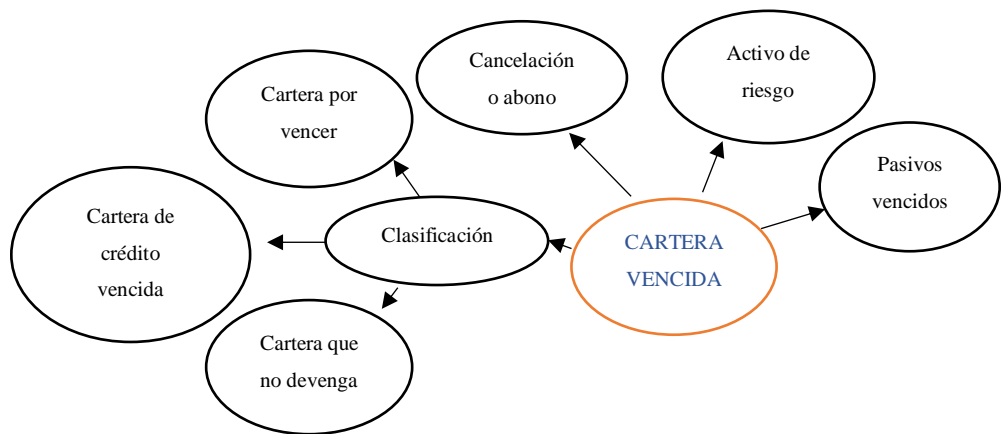 Cancelación
o abono
Activo de
riesgo
Cartera por
vencer
Pasivos
vencidos
Cartera de
crédito
vencida
Clasificación
CARTERA
VENCIDA
Cartera que
no devenga